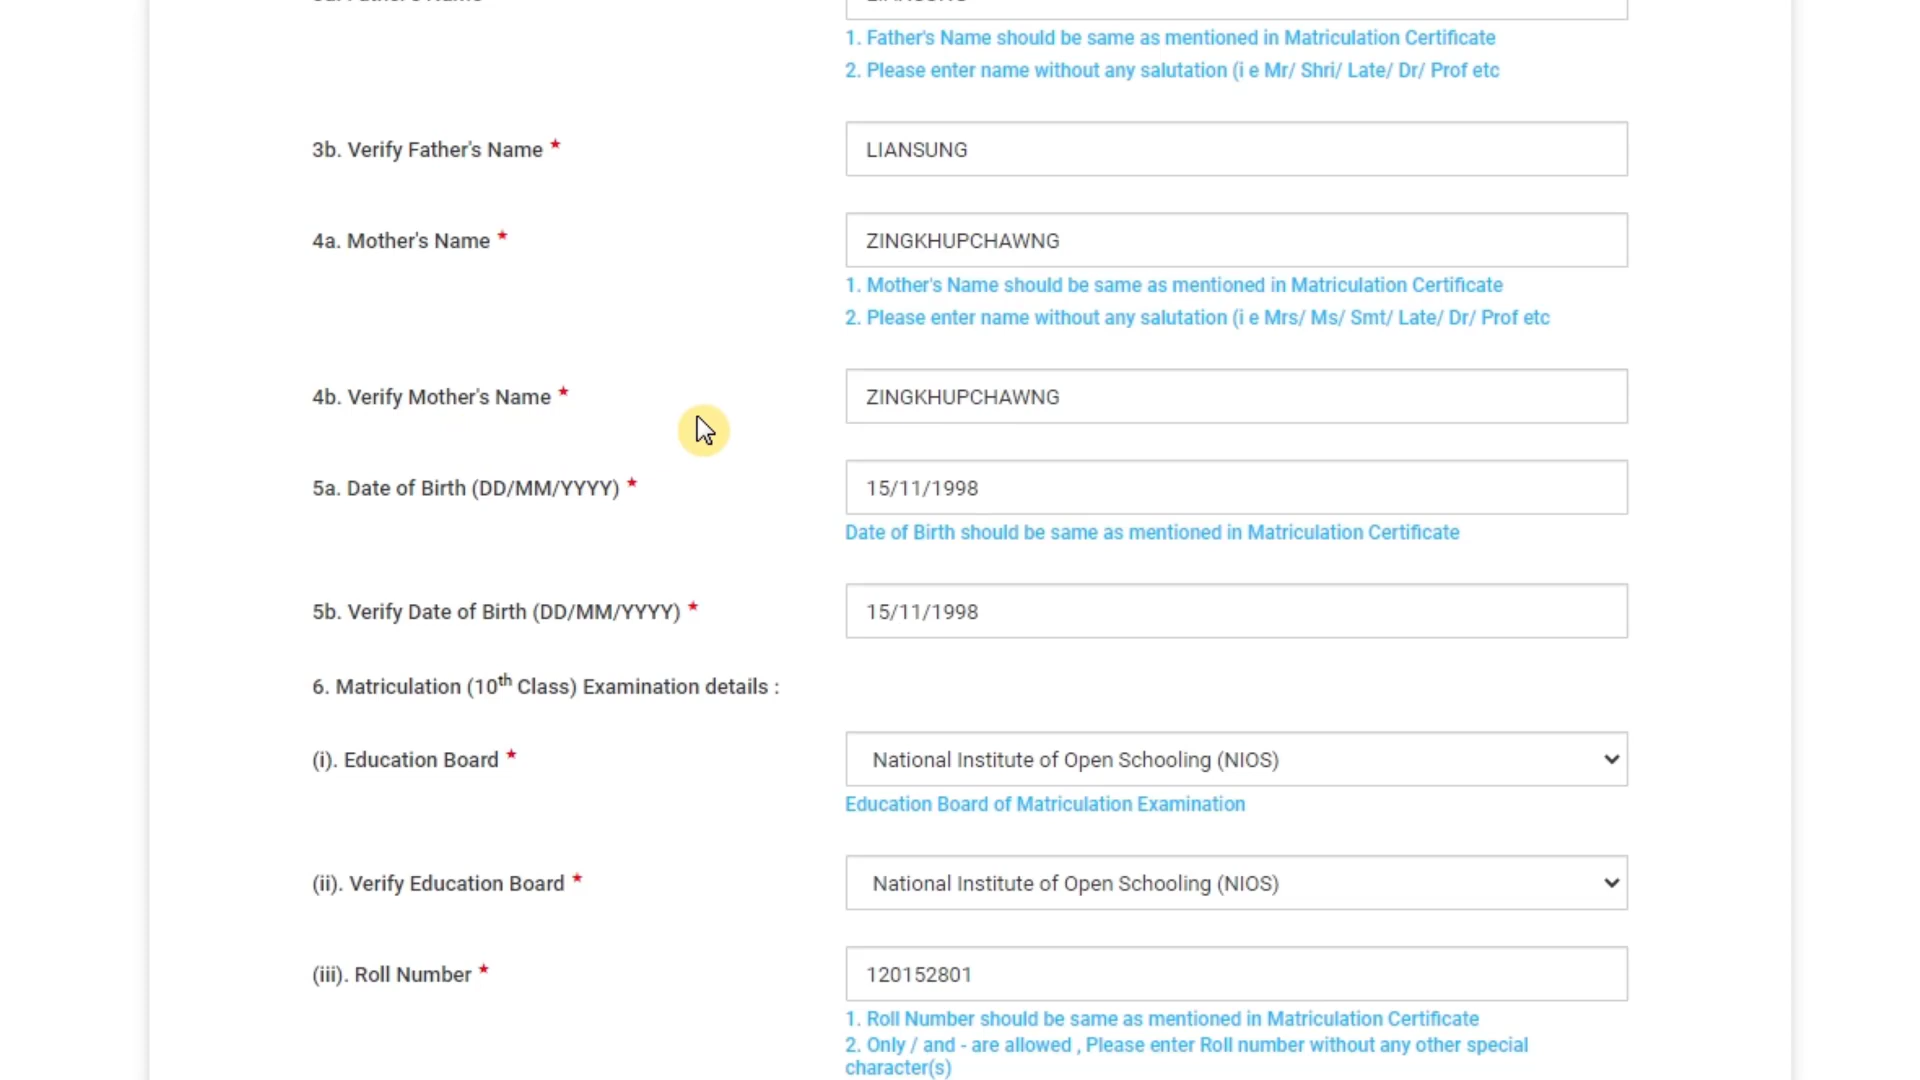 1. Father's Name should be same as mentioned in Matriculation Certificate
2. Please enter name without any salutation (i e Mr/ Shri/ Late/ Dr/ Prof etc
3b. Verify Father's Name *
LIANSUNG
4a. Mother's Name *
ZINGKHUPCHAWNG
1. Mother's Name should be same as mentioned in Matriculation Certificate
2. Please enter name without any salutation (i e Mrs/ Ms/ Smt/ Late/ Dr/ Prof etc
4b. Verify Mother's Name *
ZINGKHUPCHAWNG
5a. Date of Birth (DD/MM/YYYY) *
15/11/1998
Date of Birth should be same as mentioned in Matriculation Certificate
5b. Verify Date of Birth (DD/MM/YYYY) *
15/11/1998
6. Matriculation (10th Class) Examination details :
(i). Education Board *
National Institute of Open Schooling (NIOS)
Education Board of Matriculation Examination
(ii). Verify Education Board *
National Institute of Open Schooling (NIOS)
(iii). Roll Number *
120152801
1. Roll Number should be same as mentioned in Matriculation Certificate
2. Only / and - are allowed , Please enter Roll number without any other special
character(s)